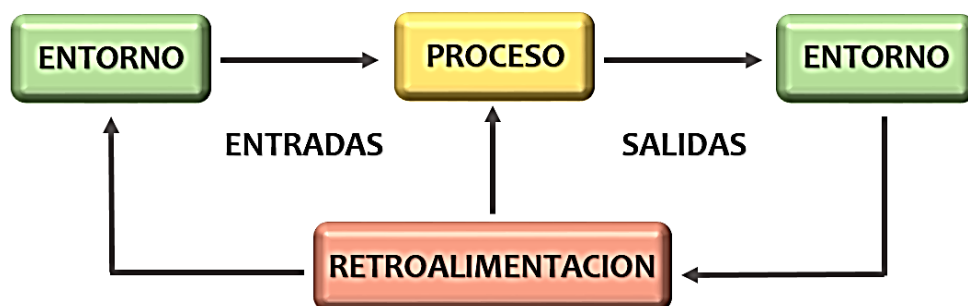 ENTORNO
PROCESO
ENTORNO
ENTRADAS
SALIDAS
RETROALIMENTACION